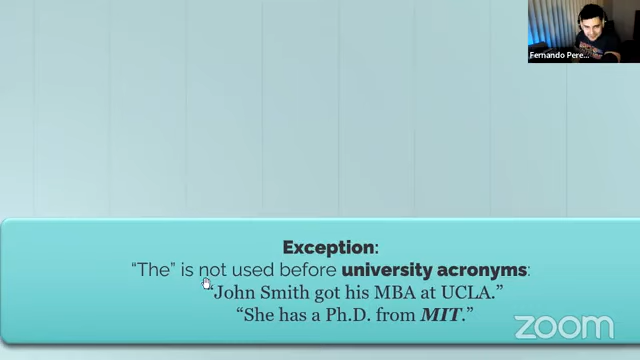 Fernando Pere...
Exception:
“The” is not used before university acronyms:
“John Smith got his MBA at UCLA.”
“She has a Ph.D. from MIT.”
zoom